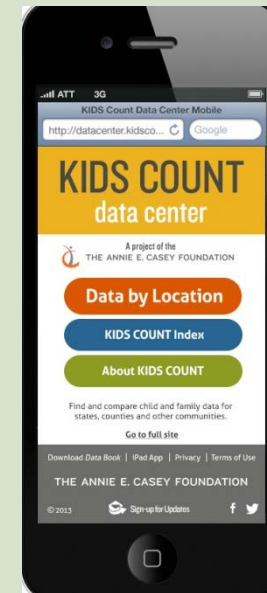 ATT 3G
KIDS Count Data Center Mobile
http://datacenter.kidsco... Google
KIDS COUNT
data center
A project of the
THE ANNIE E. CASEY FOUNDATION
Data by Location
KIDS COUNT Index
About KIDS COUNT
Find and compare child and family data for
states, counties and other communities.
Go to full site
Download Data Book | iPad App | Privacy | Terms of Use
THE ANNIE E. CASEY FOUNDATION
© 2013 Sign-up for Updates